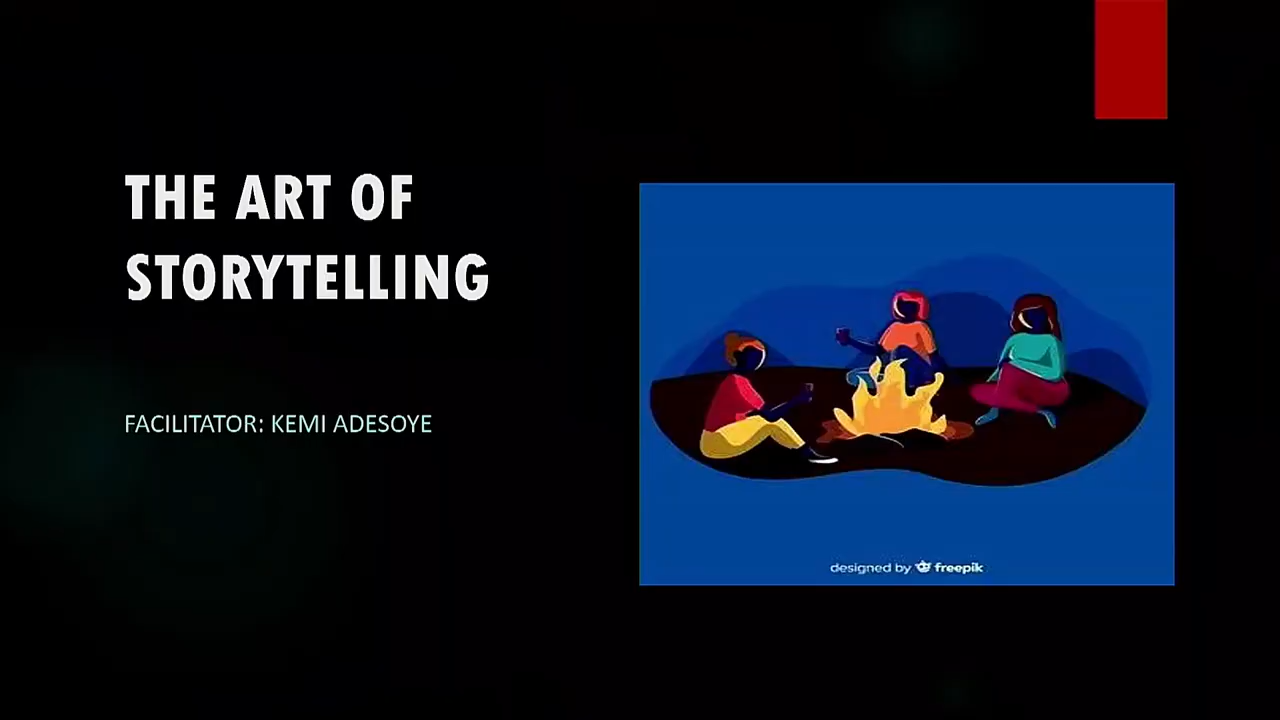 THE ART OF
STORYTELLING
FACILITATOR: KEMI ADESOYE
designed by freepik